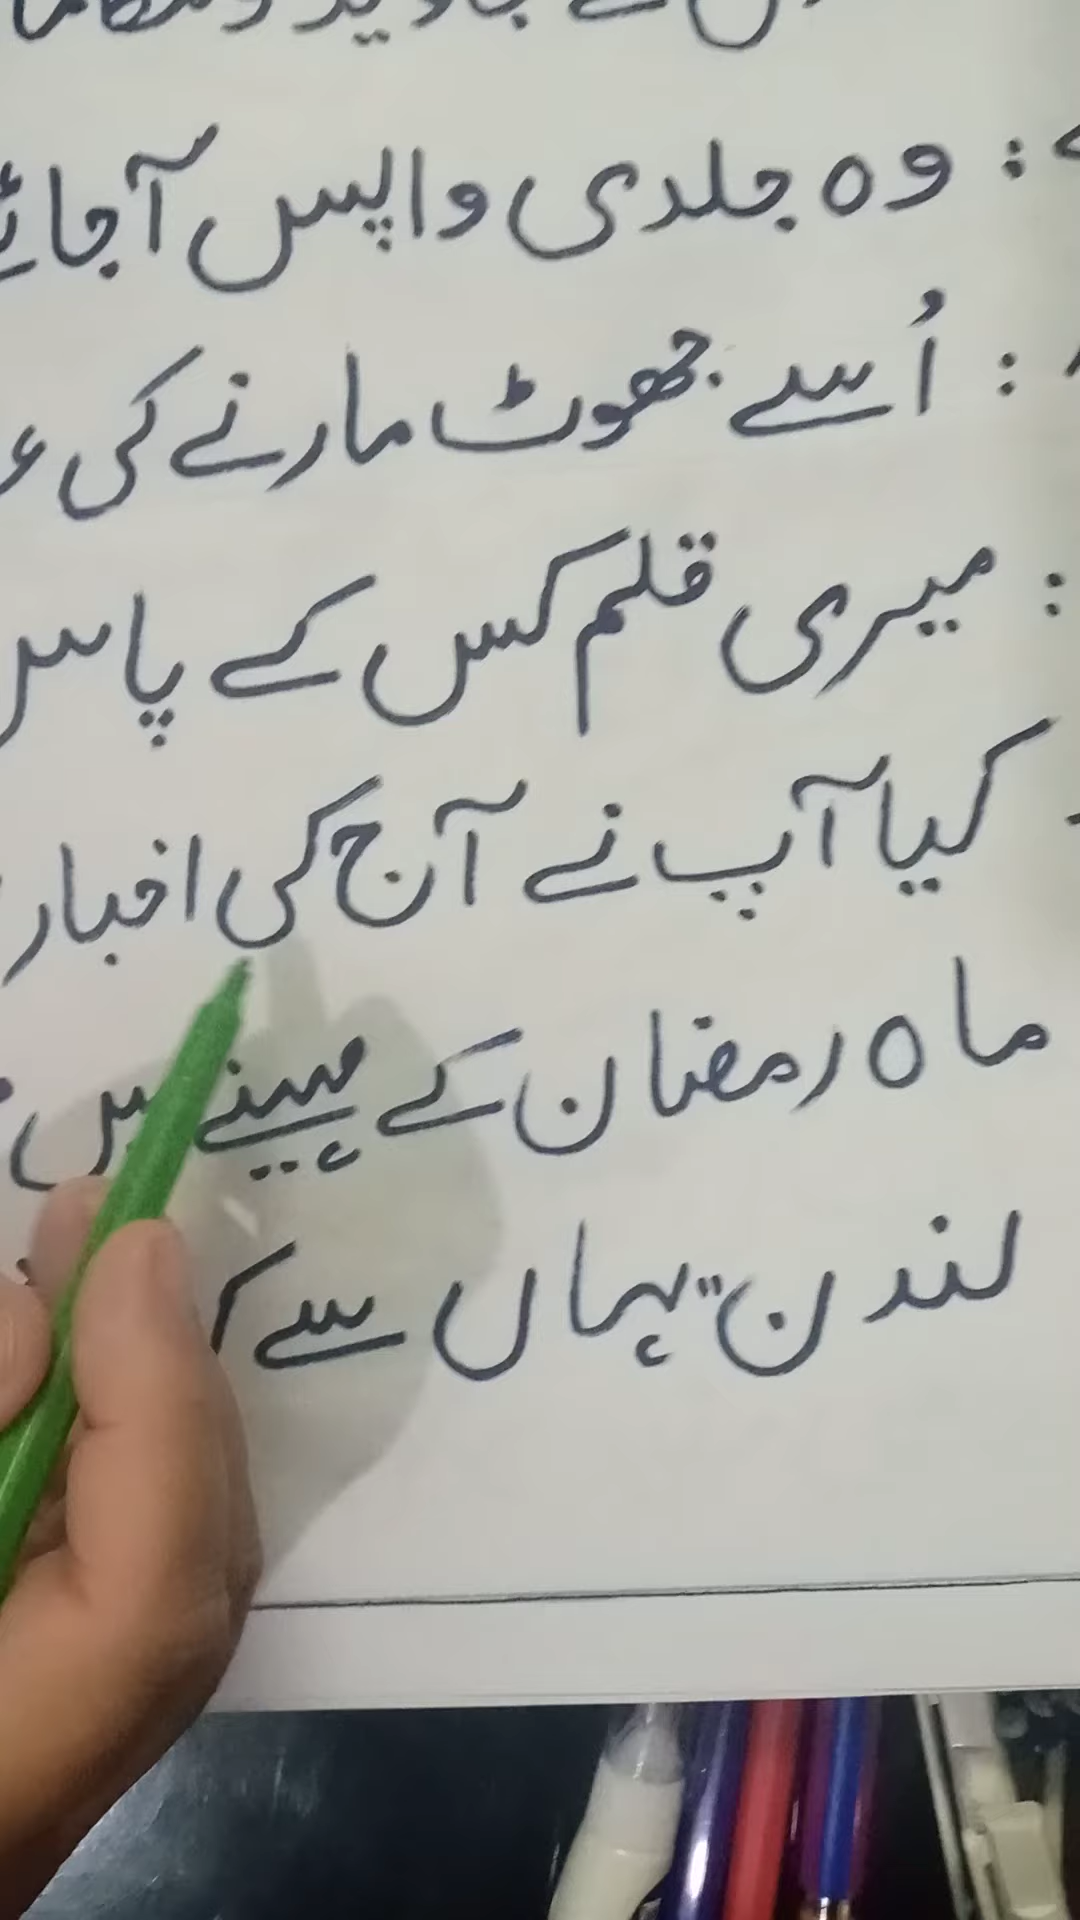 وہ جلدی واپس آجائے
اُسے جھوٹ مارنے کی
: میری قلم کس کے پاس
کیا آپ نے آج کی اخبار
ماہ رمضان کے مہینے میں
لندن "یہاں سے